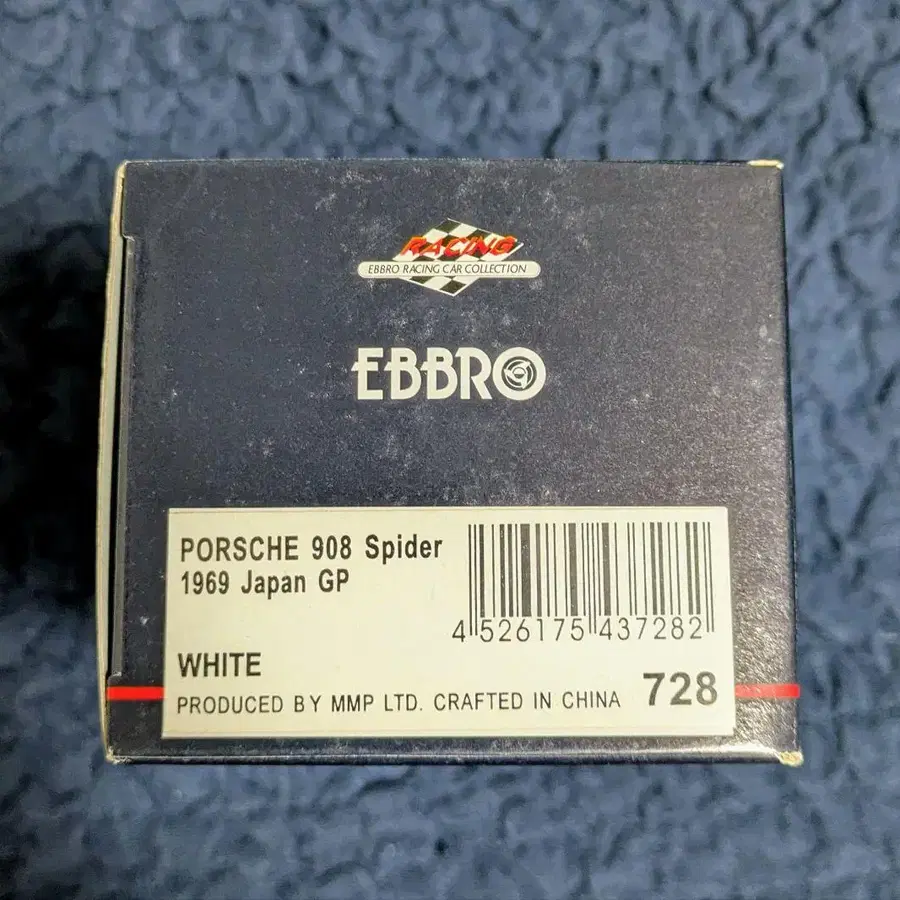 RACING
EBBRO RACING CAR COLLECTION
EBBRO
PORSCHE 908 Spider
1969 Japan GP
4 526175 437282
WHITE
PRODUCED BY MMP LTD. CRAFTED IN CHINA 728